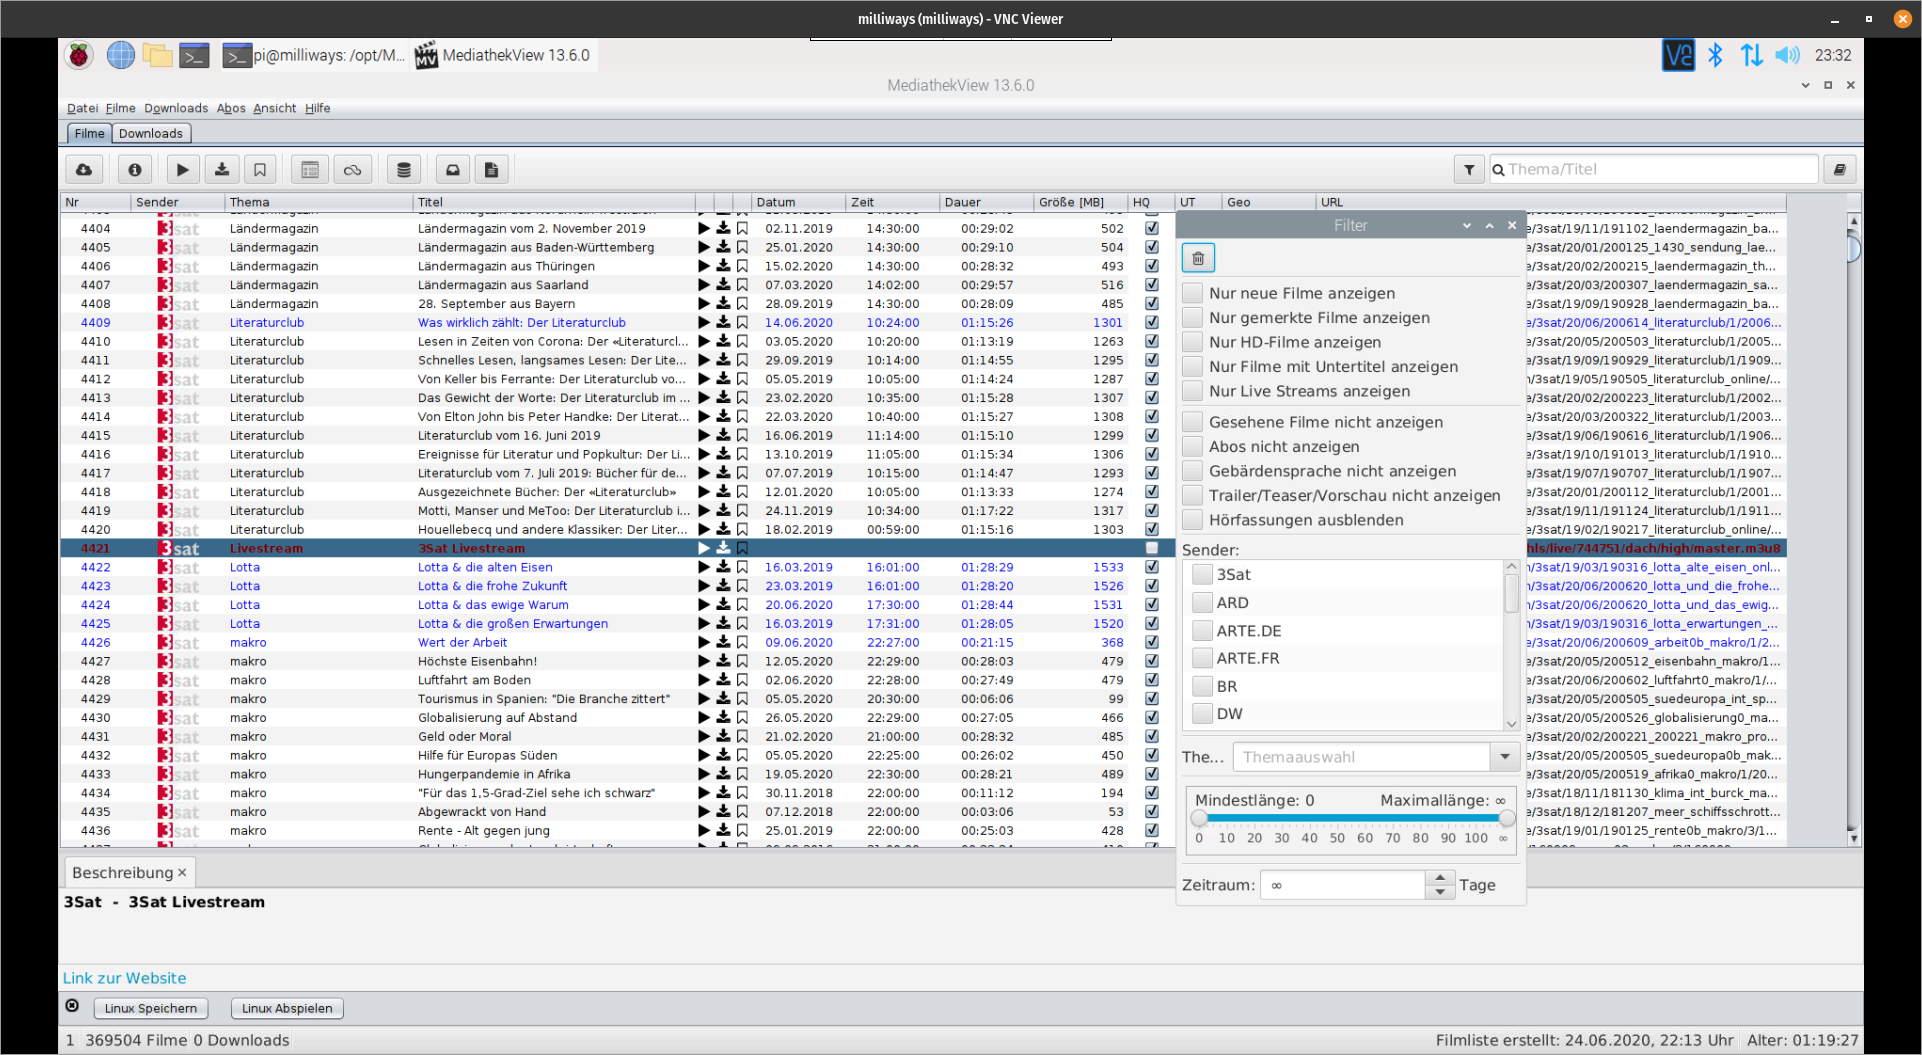 milliways (milliways) - VNC Viewer
pi@milliways: /opt/M... MediathekView 13.6.0 23:32
MediathekView 13.6.0
Datei Filme Downloads Abos Ansicht Hilfe
Filme Downloads
Thema/Titel
Nr Sender Thema Titel Datum Zeit Dauer Größe [MB] HQ UT Geo URL
4404 3sat Ländermagazin Ländermagazin vom 2. November 2019 02.11.2019 14:30:00 00:29:02 502 e/3sat/19/11/191102_laendermagazin_ba...
4405 3sat Ländermagazin Ländermagazin aus Baden-Württemberg 25.01.2020 14:30:00 00:29:10 504 e/3sat/20/01/200125_1430_sendung_lae...
4406 3sat Ländermagazin Ländermagazin aus Thüringen 15.02.2020 14:30:00 00:28:32 493 e/3sat/20/02/200215_laendermagazin_th...
4407 3sat Ländermagazin Ländermagazin aus Saarland 07.03.2020 14:02:00 00:29:57 516 e/3sat/20/03/200307_laendermagazin_sa...
4408 3sat Ländermagazin 28. September aus Bayern 28.09.2019 14:30:00 00:28:09 485 e/3sat/19/09/190928_laendermagazin_ba...
4409 3sat Literaturclub Was wirklich zählt: Der Literaturclub 14.06.2020 10:24:00 01:15:26 1301 e/3sat/20/06/200614_literaturclub/1/2006...
4410 3sat Literaturclub Lesen in Zeiten von Corona: Der «Literaturcl... 03.05.2020 10:20:00 01:13:19 1263 e/3sat/20/05/200503_literaturclub/1/2005...
4411 3sat Literaturclub Schnelles Lesen, langsames Lesen: Der Lite... 29.09.2019 10:14:00 01:14:55 1295 e/3sat/19/09/190929_literaturclub/1/1909...
4412 3sat Literaturclub Von Keller bis Ferrante: Der Literaturclub vo... 05.05.2019 10:05:00 01:14:24 1287 n/3sat/19/05/190505_literaturclub_online/...
4413 3sat Literaturclub Das Gewicht der Worte: Der Literaturclub im ... 23.02.2020 10:35:00 01:15:28 1307 e/3sat/20/02/200223_literaturclub/1/2002...
4414 3sat Literaturclub Von Elton John bis Peter Handke: Der Literat... 22.03.2020 10:40:00 01:15:27 1308 e/3sat/20/03/200322_literaturclub/1/2003...
4415 3sat Literaturclub Literaturclub vom 16. Juni 2019 16.06.2019 11:14:00 01:15:10 1299 e/3sat/19/06/190616_literaturclub/1/1906...
4416 3sat Literaturclub Ereignisse für Literatur und Popkultur: Der Li... 13.10.2019 11:05:00 01:15:34 1306 e/3sat/19/10/191013_literaturclub/1/1910...
4417 3sat Literaturclub Literaturclub vom 7. Juli 2019: Bücher für de... 07.07.2019 10:15:00 01:14:47 1293 e/3sat/19/07/190707_literaturclub/1/1907...
4418 3sat Literaturclub Ausgezeichnete Bücher: Der «Literaturclub» 12.01.2020 10:05:00 01:13:33 1274 e/3sat/20/01/200112_literaturclub/1/2001...
4419 3sat Literaturclub Motti, Manser und MeToo: Der Literaturclub i... 24.11.2019 10:34:00 01:17:22 1317 e/3sat/19/11/191124_literaturclub/1/1911...
4420 3sat Literaturclub Houellebecq und andere Klassiker: Der Liter... 18.02.2019 00:59:00 01:15:16 1303 e/3sat/19/02/190217_literaturclub_online/...
4421 3sat Livestream 3Sat Livestream hls/live/744751/dach/high/master.m3u8
4422 3sat Lotta Lotta & die alten Eisen 16.03.2019 16:01:00 01:28:29 1533 n/3sat/19/03/190316_lotta_alte_eisen_onl...
4423 3sat Lotta Lotta & die frohe Zukunft 23.03.2019 16:01:00 01:28:20 1526 e/3sat/20/06/200620_lotta_und_die_frohe...
4424 3sat Lotta Lotta & das ewige Warum 20.06.2020 17:30:00 01:28:44 1531 n/3sat/20/06/200620_lotta_und_das_ewig...
4425 3sat Lotta Lotta & die großen Erwartungen 16.03.2019 17:31:00 01:28:05 1520 n/3sat/19/03/190316_lotta_erwartungen_...
4426 3sat makro Wert der Arbeit 09.06.2020 22:27:00 00:21:15 368 e/3sat/20/06/200609_arbeit0b_makro/1/2...
4427 3sat makro Höchste Eisenbahn! 12.05.2020 22:29:00 00:28:03 479 e/3sat/20/05/200512_eisenbahn_makro/1...
4428 3sat makro Luftfahrt am Boden 02.06.2020 22:28:00 00:27:49 479 e/3sat/20/06/200602_luftfahrt0_makro/1/...
4429 3sat makro Tourismus in Spanien: "Die Branche zittert" 05.05.2020 20:30:00 00:06:06 99 e/3sat/20/05/200505_suedeuropa_int_sp...
4430 3sat makro Globalisierung auf Abstand 26.05.2020 22:29:00 00:27:05 466 e/3sat/20/05/200526_globalisierung0_ma...
4431 3sat makro Geld oder Moral 21.02.2020 21:00:00 00:28:32 485 e/3sat/20/02/200221_200221_makro_pro...
4432 3sat makro Hilfe für Europas Süden 05.05.2020 22:25:00 00:26:02 450 e/3sat/20/05/200505_suedeuropa0b_mak...
4433 3sat makro Hungerpandemie in Afrika 19.05.2020 22:30:00 00:28:21 489 e/3sat/20/05/200519_afrika0_makro/1/20...
4434 3sat makro "Für das 1,5-Grad-Ziel sehe ich schwarz" 30.11.2018 22:00:00 00:11:12 194 e/3sat/18/11/181130_klima_int_burck_ma...
4435 3sat makro Abgewrackt von Hand 07.12.2018 22:00:00 00:03:06 53 e/3sat/18/12/181207_meer_schiffsschrott...
4436 3sat makro Rente - Alt gegen jung 25.01.2019 22:00:00 00:25:03 428 e/3sat/19/01/190125_rente0b_makro/3/1...
Filter
Nur neue Filme anzeigen
Nur gemerkte Filme anzeigen
Nur HD-Filme anzeigen
Nur Filme mit Untertitel anzeigen
Nur Live Streams anzeigen
Gesehene Filme nicht anzeigen
Abos nicht anzeigen
Gebärdensprache nicht anzeigen
Trailer/Teaser/Vorschau nicht anzeigen
Hörfassungen ausblenden
Sender:
3Sat
ARD
ARTE.DE
ARTE.FR
BR
DW
The... Themaauswahl
Mindestlänge: 0 Maximallänge: ∞
0 10 20 30 40 50 60 70 80 90 100 ∞
Zeitraum: ∞ Tage
Beschreibung
3Sat - 3Sat Livestream
Link zur Website
Linux Speichern Linux Abspielen
1 369504 Filme 0 Downloads Filmliste erstellt: 24.06.2020, 22:13 Uhr Alter: 01:19:27